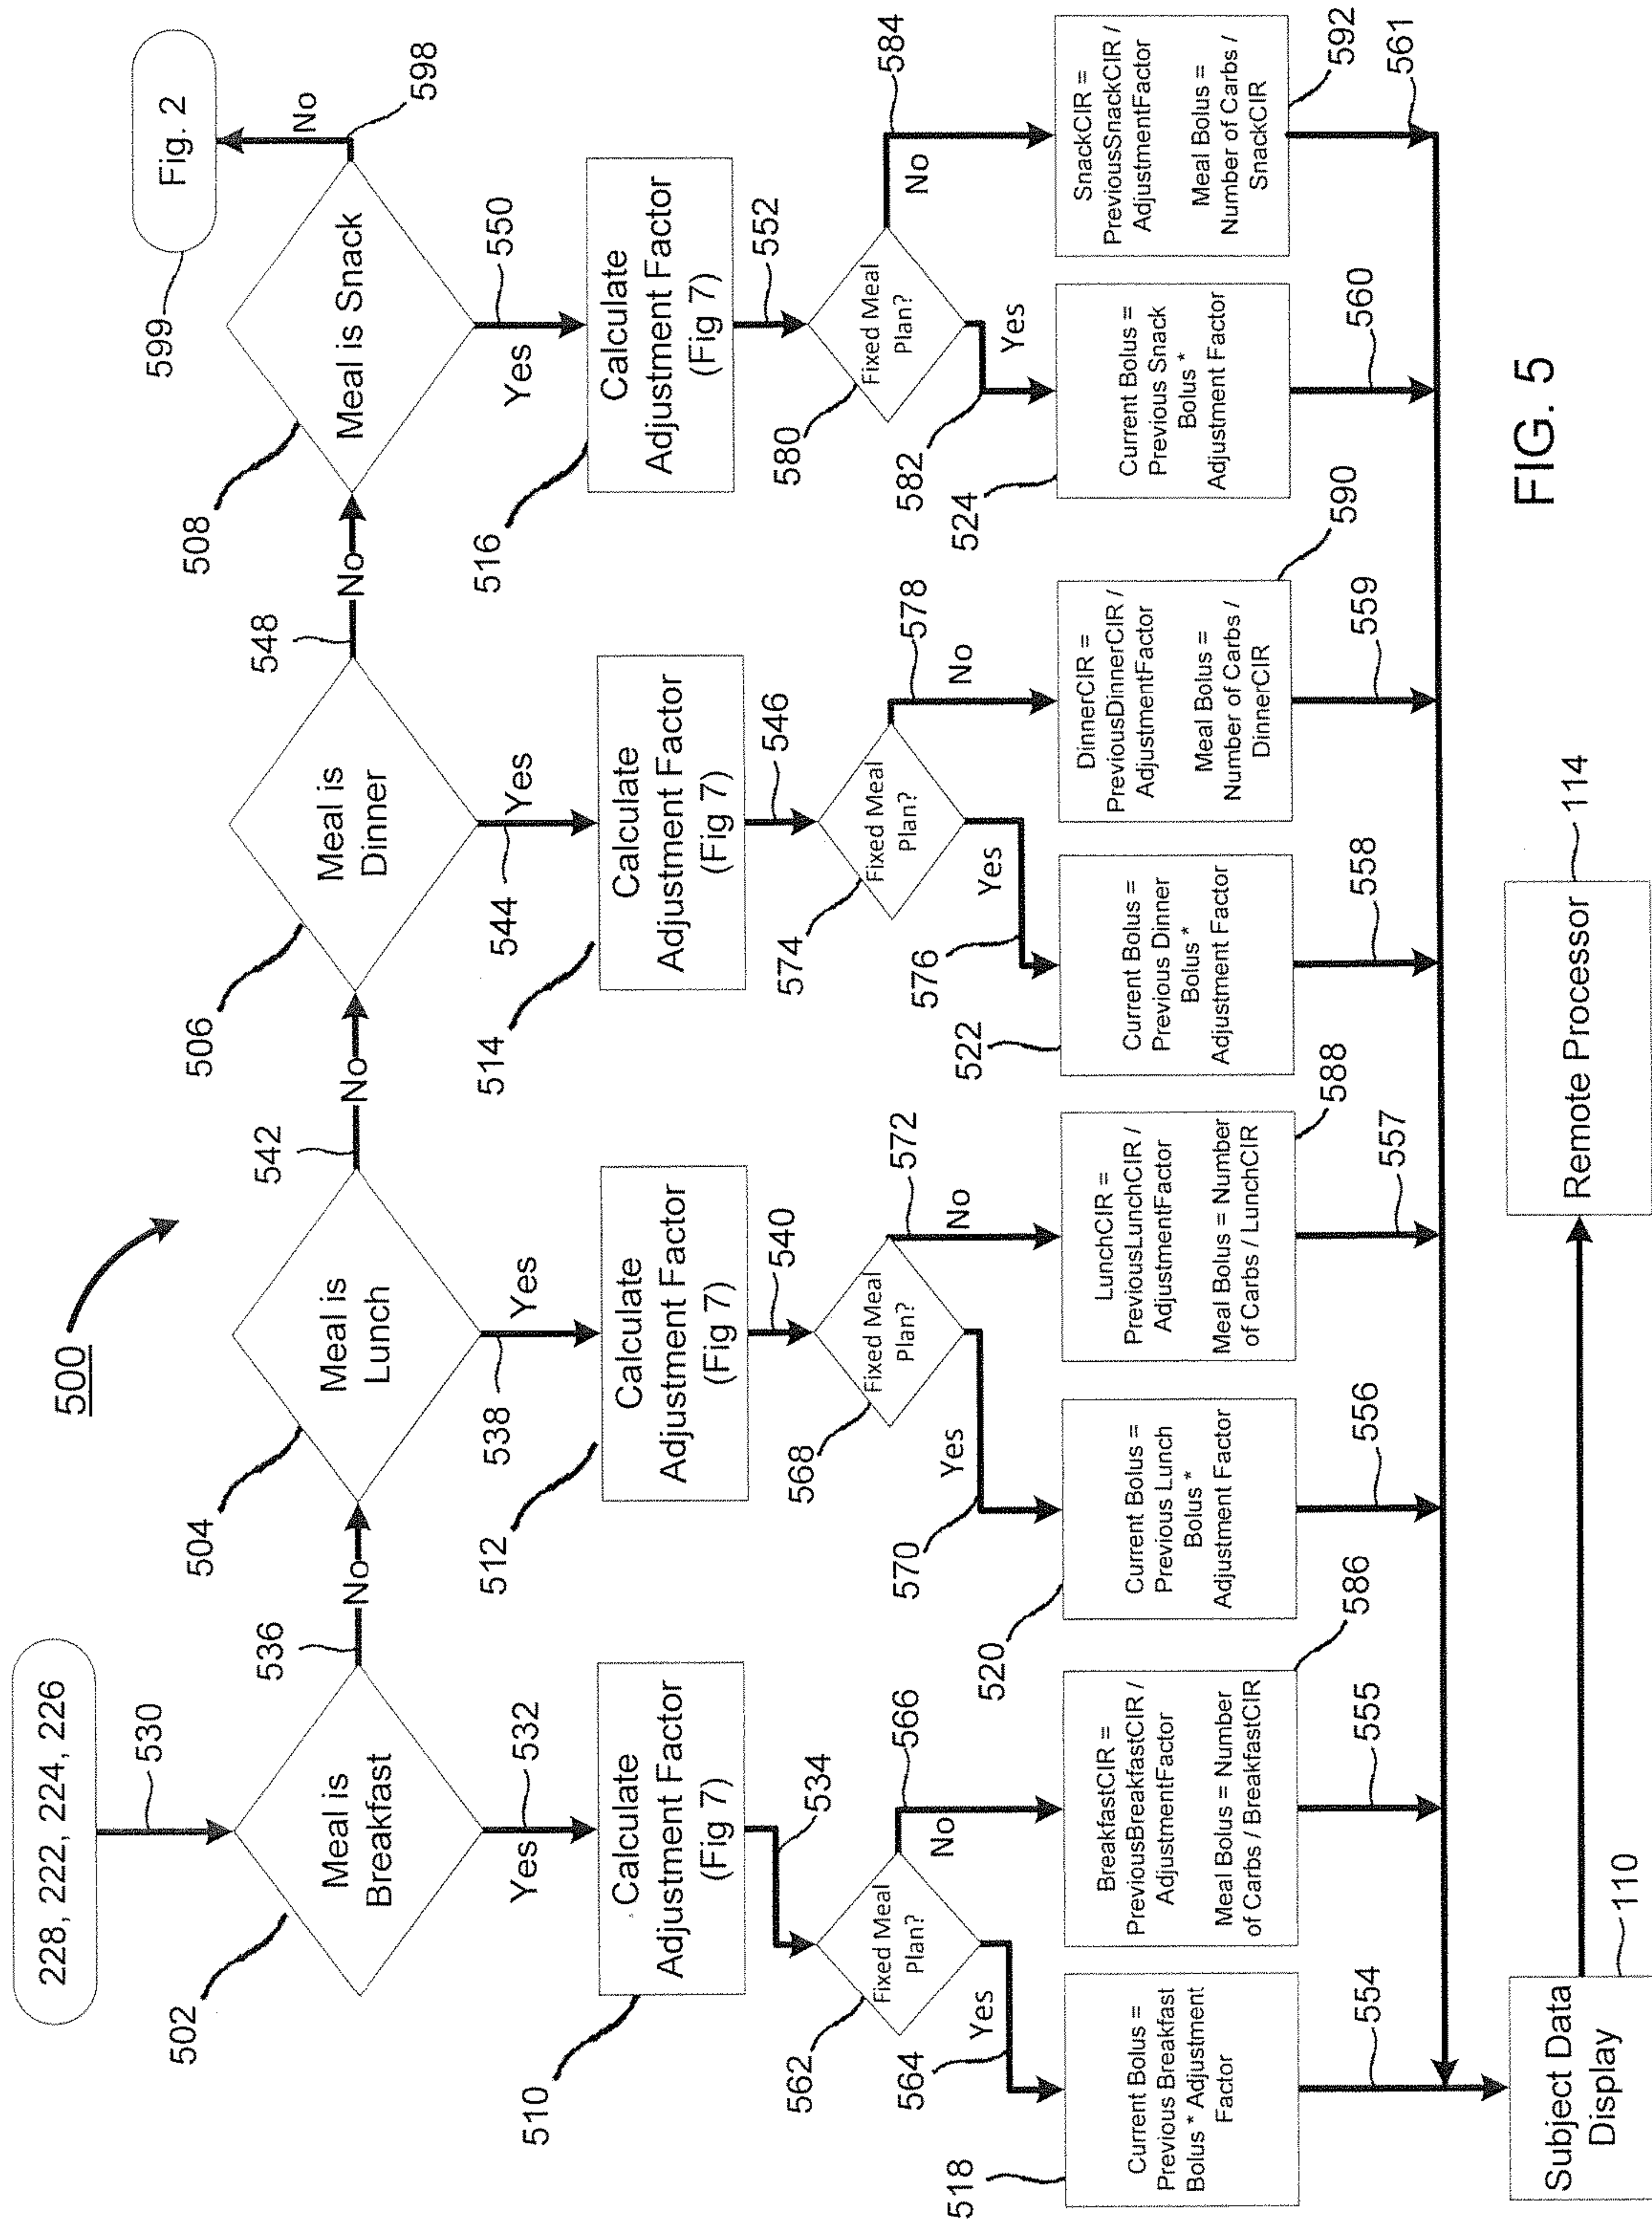 500
228, 222, 224, 226
530
502
Meal is
Breakfast
536
No
504
Meal is
Lunch
542
No
506
Meal is
Dinner
548
No
508
Meal is Snack
598
No
Fig. 2
599
Yes
532
510
Calculate
Adjustment Factor
(Fig 7)
534
538
Yes
512
Calculate
Adjustment Factor
(Fig 7)
540
544
Yes
514
Calculate
Adjustment Factor
(Fig 7)
546
Yes
550
516
Calculate
Adjustment Factor
(Fig 7)
552
562
Fixed Meal
Plan?
564
Yes
No
566
568
Fixed Meal
Plan?
570
Yes
No
572
574
Fixed Meal
Plan?
576
Yes
No
578
580
Fixed Meal
Plan?
582
Yes
No
584
518
Current Bolus =
Previous Breakfast
Bolus * Adjustment
Factor
554
BreakfastCIR =
PreviousBreakfastCIR /
AdjustmentFactor
Meal Bolus = Number
of Carbs / BreakfastCIR
586
555
520
Current Bolus =
Previous Lunch
Bolus *
Adjustment Factor
556
LunchCIR =
PreviousLunchCIR /
AdjustmentFactor
Meal Bolus = Number
of Carbs / LunchCIR
588
557
522
Current Bolus =
Previous Dinner
Bolus *
Adjustment Factor
558
DinnerCIR =
PreviousDinnerCIR /
AdjustmentFactor
Meal Bolus =
Number of Carbs /
DinnerCIR
590
559
524
Current Bolus =
Previous Snack
Bolus *
Adjustment Factor
560
SnackCIR =
PreviousSnackCIR /
AdjustmentFactor
Meal Bolus =
Number of Carbs /
SnackCIR
592
561
Subject Data
Display
110
Remote Processor
114
FIG. 5